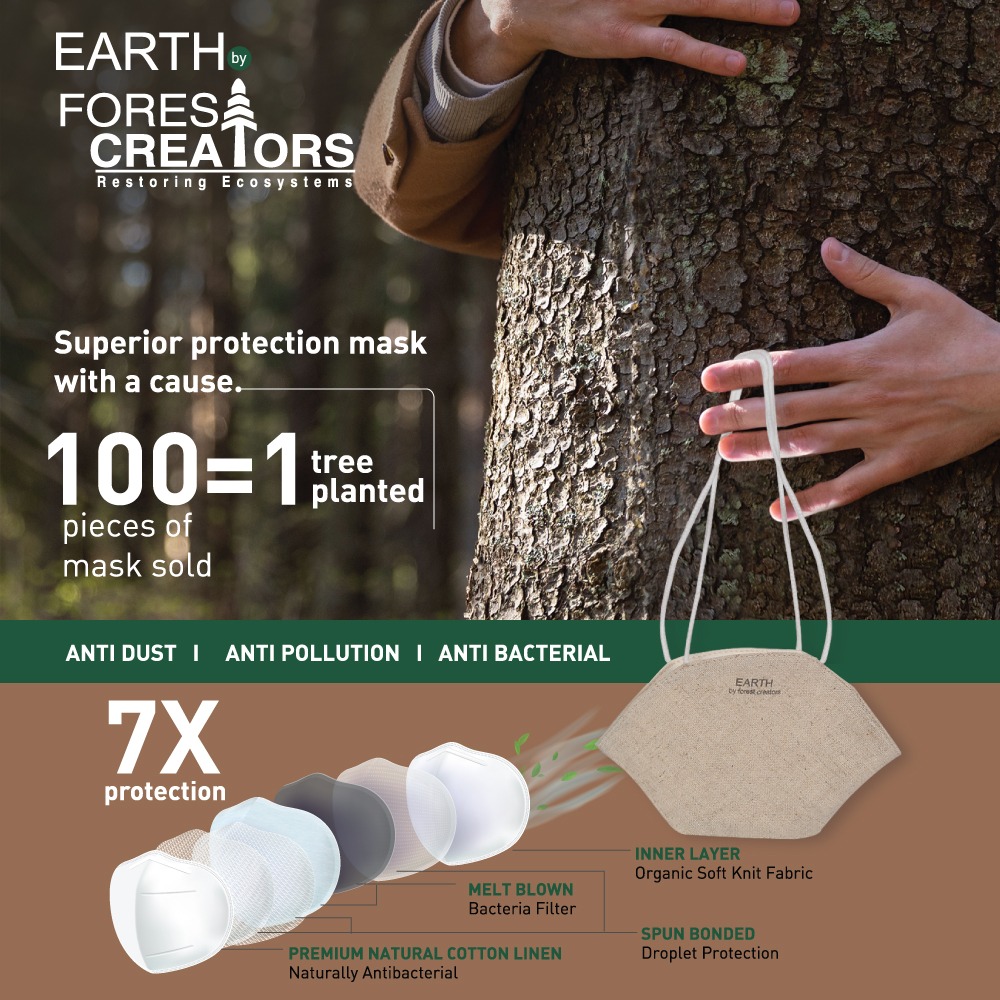 EARTH by
FOREST
CREATORS
Restoring Ecosystems
Superior protection mask
with a cause.
100=1 tree
planted
pieces of
mask sold
ANTI DUST I ANTI POLLUTION I ANTI BACTERIAL
EARTH
by forest creators
7X
protection
INNER LAYER
Organic Soft Knit Fabric
MELT BLOWN
Bacteria Filter
SPUN BONDED
Droplet Protection
PREMIUM NATURAL COTTON LINEN
Naturally Antibacterial